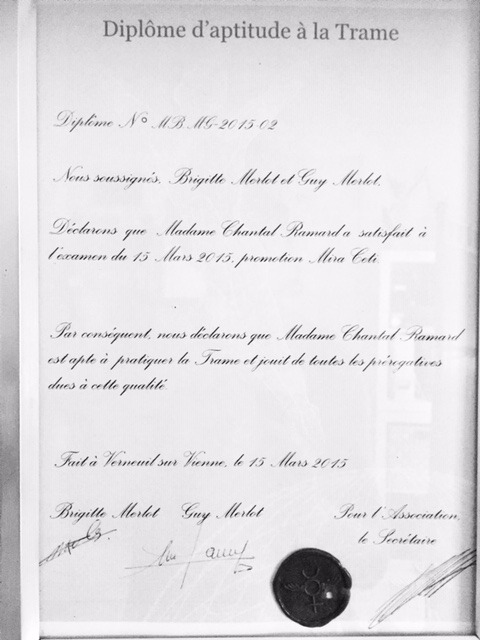 Diplôme d'aptitude à la Trame
Diplôme N° MB.MG-2015-02
Nous soussignés, Brigitte Merlot et Guy Merlot,
Déclarons que Madame Chantal Ramard a satisfait à
l'examen du 15 Mars 2015, promotion Mira Ceti.
Par conséquent, nous déclarons que Madame Chantal Ramard
est apte à pratiquer la Trame et jouit de toutes les prérogatives
dues à cette qualité
Fait à Verneuil sur Vienne, le 15 Mars 2015
Brigitte Merlot Guy Merlot Pour l'Association,
le Secrétaire